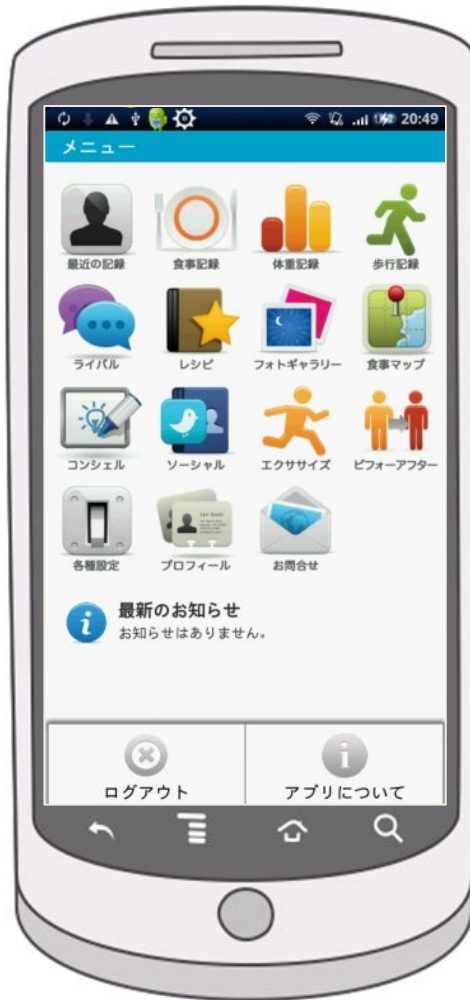 20:49
メニュー
最近の記録
食事記録
体重記録
歩行記録
ライバル
レシピ
フォトギャラリー
食事マップ
コンシェル
ソーシャル
エクササイズ
ビフォーアフター
各種設定
プロフィール
お問合せ
最新のお知らせ
お知らせはありません。
ログアウト
アプリについて